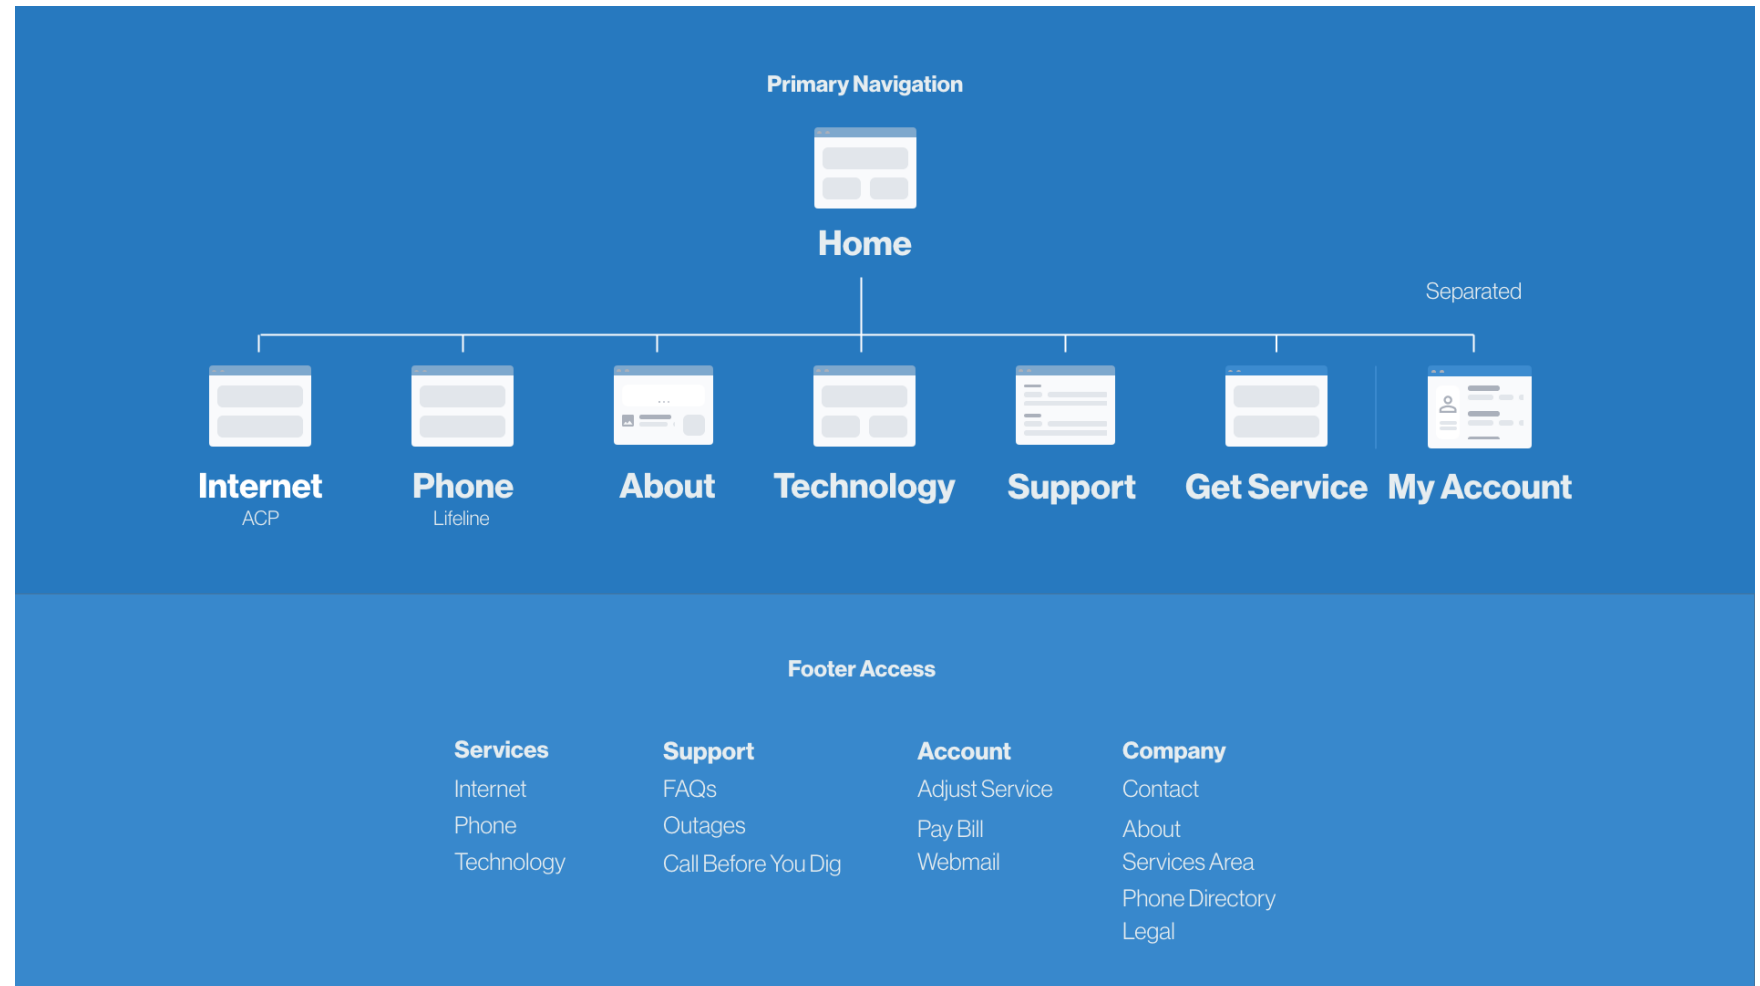 Primary Navigation
Home
Separated
Internet
ACP
Phone
Lifeline
About
Technology
Support
Get Service
My Account
Footer Access
Services
Internet
Phone
Technology
Support
FAQs
Outages
Call Before You Dig
Account
Adjust Service
Pay Bill
Webmail
Company
Contact
About
Services Area
Phone Directory
Legal